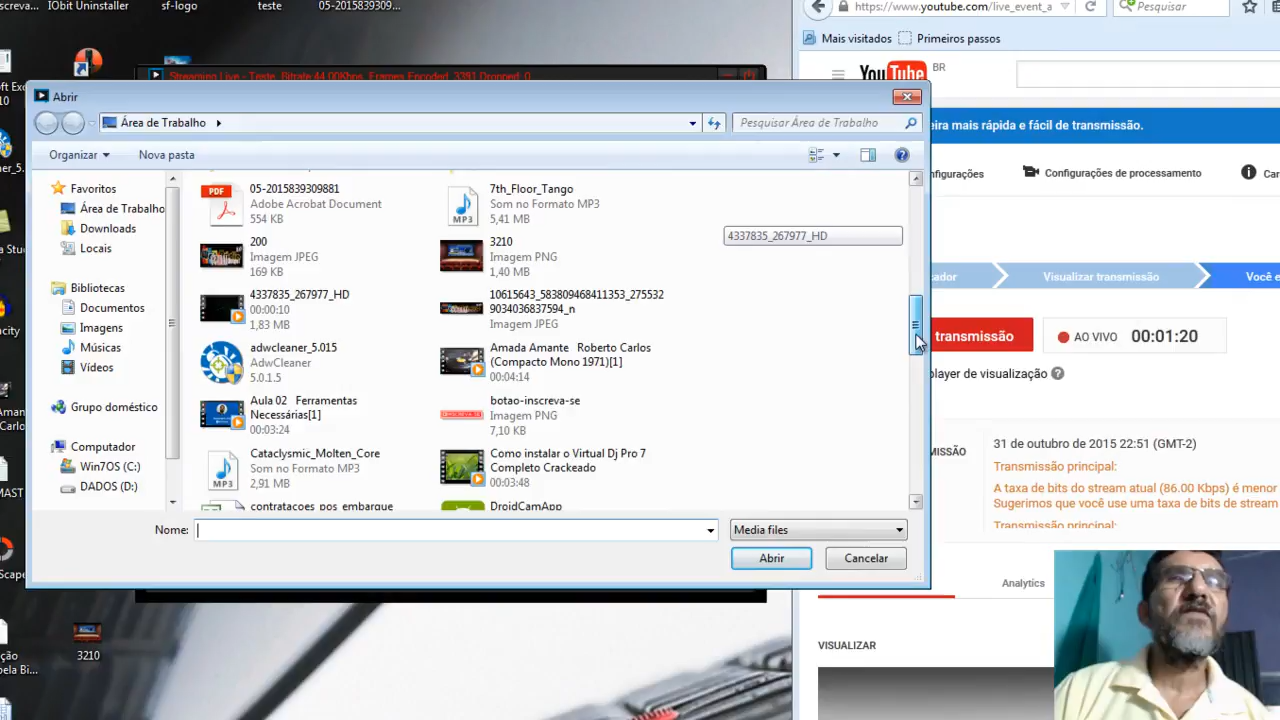 IObit Uninstaller
sf-logo
teste
05-2015839309...
https://www.youtube.com/live_event_a
Pesquisar
Mais visitados
Primeiros passos
Streaming Live - Teste, Bitrate:44.00Kbps, Frames Encoded: 3391 Dropped: 0
YouTube BR
Abrir
Área de Trabalho
Pesquisar Área de Trabalho
eira mais rápida e fácil de transmissão.
Organizar
Nova pasta
nfigurações
Configurações de processamento
Car
Favoritos
Área de Trabalho
Downloads
Locais
Bibliotecas
Documentos
Imagens
Músicas
Vídeos
Grupo doméstico
Computador
Win7OS (C:)
DADOS (D:)
PDF
05-2015839309881
Adobe Acrobat Document
554 KB
MP3
7th_Floor_Tango
Som no Formato MP3
5,41 MB
200
Imagem JPEG
169 KB
3210
Imagem PNG
1,40 MB
4337835_267977_HD
4337835_267977_HD
00:00:10
1,83 MB
10615643_583809468411353_275532
9034036837594_n
Imagem JPEG
adwcleaner_5.015
AdwCleaner
5.0.1.5
Amada Amante   Roberto Carlos
(Compacto Mono 1971)[1]
00:04:14
Aula 02   Ferramentas
Necessárias[1]
00:03:24
botao-inscreva-se
Imagem PNG
7,10 KB
MP3
Cataclysmic_Molten_Core
Som no Formato MP3
2,91 MB
Como instalar o Virtual Dj Pro 7
Completo Crackeado
00:03:48
contratacoes pos embarque
DroidCamApp
Nome:
Media files
Abrir
Cancelar
cador
Visualizar transmissão
Você e
transmissão
AO VIVO
00:01:20
player de visualização
MISSÃO
31 de outubro de 2015 22:51 (GMT-2)
Transmissão principal:
A taxa de bits do stream atual (86.00 Kbps) é menor
Sugerimos que você use uma taxa de bits de stream
Transmissão principal:
Analytics
VISUALIZAR
3210